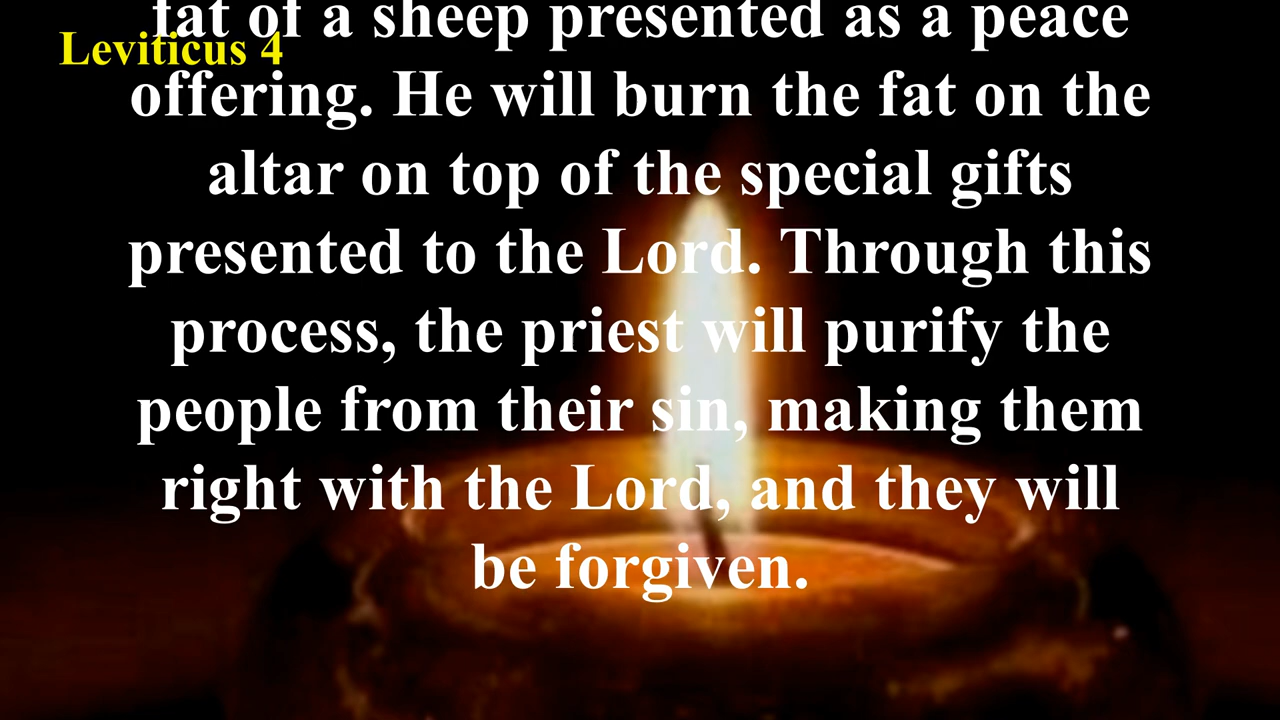 fat of a sheep presented as a peace
Leviticus 4
offering. He will burn the fat on the
altar on top of the special gifts
presented to the Lord. Through this
process, the priest will purify the
people from their sin, making them
right with the Lord, and they will
be forgiven.